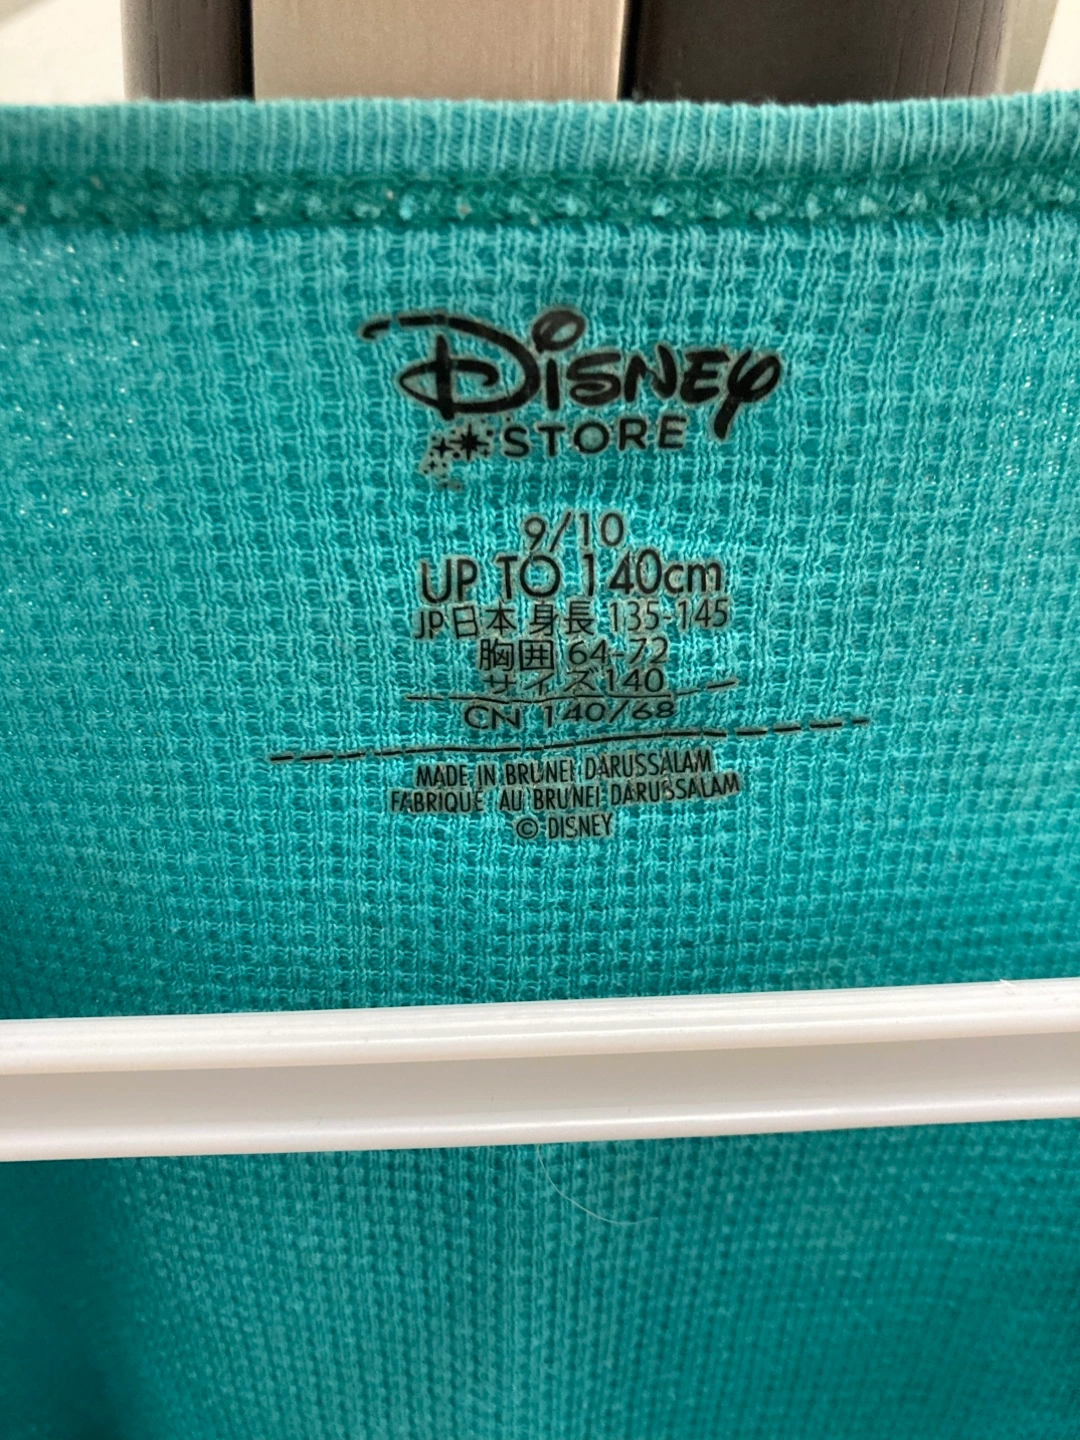 Disney
STORE
9/10
UP TO 140cm
JP日本 身長 135-145
胸囲 64-72
サイズ140
CN 140/68
MADE IN BRUNEI DARUSSALAM
FABRIQUE AU BRUNEI DARUSSALAM
© DISNEY